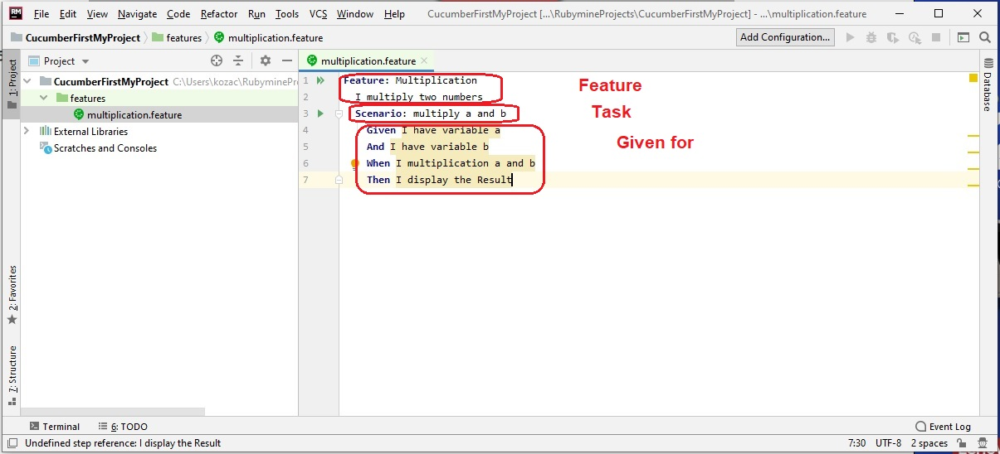 RM File Edit View Navigate Code Refactor Run Tools VCS Window Help CucumberFirstMyProject [...\RubymineProjects\CucumberFirstMyProject] - ...\multiplication.feature
CucumberFirstMyProject features multiplication.feature Add Configuration...
1: Project
Project
CucumberFirstMyProject C:\Users\kozac\RubyminePr
features
multiplication.feature
External Libraries
Scratches and Consoles
2: Favorites
7: Structure
multiplication.feature
1 Feature: Multiplication
2 I multiply two numbers
3 Scenario: multiply a and b
4 Given I have variable a
5 And I have variable b
6 When I multiplication a and b
7 Then I display the Result
Feature
Task
Given for
Database
Terminal 6: TODO Event Log
Undefined step reference: I display the Result 7:30 UTF-8 2 spaces